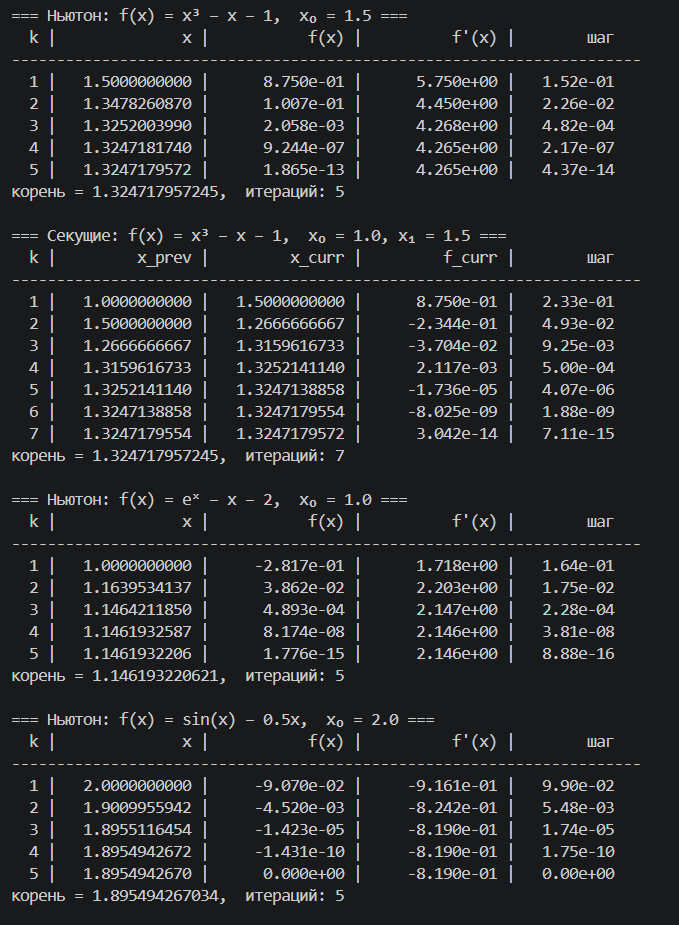 === Ньютон: f(x) = x³ − x − 1,  x₀ = 1.5 ===
  k |            x |         f(x) |        f'(x) |       шаг
----------------------------------------------------------------------
  1 |   1.5000000000 |      8.750e-01 |      5.750e+00 |   1.52e-01
  2 |   1.3478260870 |      1.007e-01 |      4.450e+00 |   2.26e-02
  3 |   1.3252003990 |      2.058e-03 |      4.268e+00 |   4.82e-04
  4 |   1.3247181740 |      9.244e-07 |      4.265e+00 |   2.17e-07
  5 |   1.3247179572 |      1.865e-13 |      4.265e+00 |   4.37e-14
корень = 1.324717957245,  итераций: 5
=== Секущие: f(x) = x³ − x − 1,  x₀ = 1.0, x₁ = 1.5 ===
  k |         x_prev |         x_curr |         f_curr |        шаг
----------------------------------------------------------------------
  1 |   1.0000000000 |   1.5000000000 |      8.750e-01 |   2.33e-01
  2 |   1.5000000000 |   1.2666666667 |     -2.344e-01 |   4.93e-02
  3 |   1.2666666667 |   1.3159616733 |     -3.704e-02 |   9.25e-03
  4 |   1.3159616733 |   1.3252141140 |      2.117e-03 |   5.00e-04
  5 |   1.3252141140 |   1.3247138858 |     -1.736e-05 |   4.07e-06
  6 |   1.3247138858 |   1.3247179554 |     -8.025e-09 |   1.88e-09
  7 |   1.3247179554 |   1.3247179572 |      3.042e-14 |   7.11e-15
корень = 1.324717957245,  итераций: 7
=== Ньютон: f(x) = eˣ − x − 2,  x₀ = 1.0 ===
  k |              x |           f(x) |          f'(x) |        шаг
----------------------------------------------------------------------
  1 |   1.0000000000 |     -2.817e-01 |      1.718e+00 |   1.64e-01
  2 |   1.1639534137 |      3.862e-02 |      2.203e+00 |   1.75e-02
  3 |   1.1464211850 |      4.893e-04 |      2.147e+00 |   2.28e-04
  4 |   1.1461932587 |      8.174e-08 |      2.146e+00 |   3.81e-08
  5 |   1.1461932206 |      1.776e-15 |      2.146e+00 |   8.88e-16
корень = 1.146193220621,  итераций: 5
=== Ньютон: f(x) = sin(x) − 0.5x,  x₀ = 2.0 ===
  k |              x |           f(x) |          f'(x) |        шаг
----------------------------------------------------------------------
  1 |   2.0000000000 |     -9.070e-02 |     -9.161e-01 |   9.90e-02
  2 |   1.9009955942 |     -4.520e-03 |     -8.242e-01 |   5.48e-03
  3 |   1.8955116454 |     -1.423e-05 |     -8.190e-01 |   1.74e-05
  4 |   1.8954942672 |     -1.431e-10 |     -8.190e-01 |   1.75e-10
  5 |   1.8954942670 |      0.000e+00 |     -8.190e-01 |   0.00e+00
корень = 1.895494267034,  итераций: 5